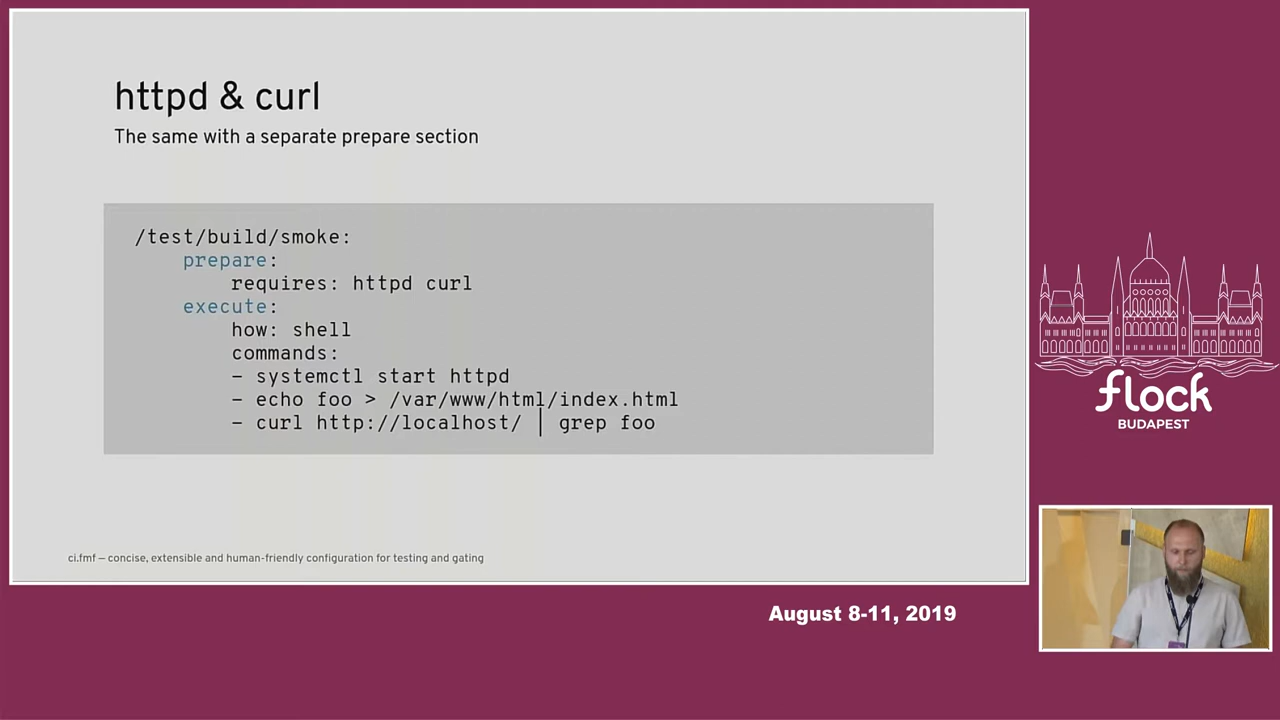 httpd & curl
The same with a separate prepare section
/test/build/smoke:
prepare:
requires: httpd curl
execute:
how: shell
commands:
- systemctl start httpd
- echo foo > /var/www/html/index.html
- curl http://localhost/ | grep foo
ci.fmf – concise, extensible and human-friendly configuration for testing and gating
flock
BUDAPEST
August 8-11, 2019